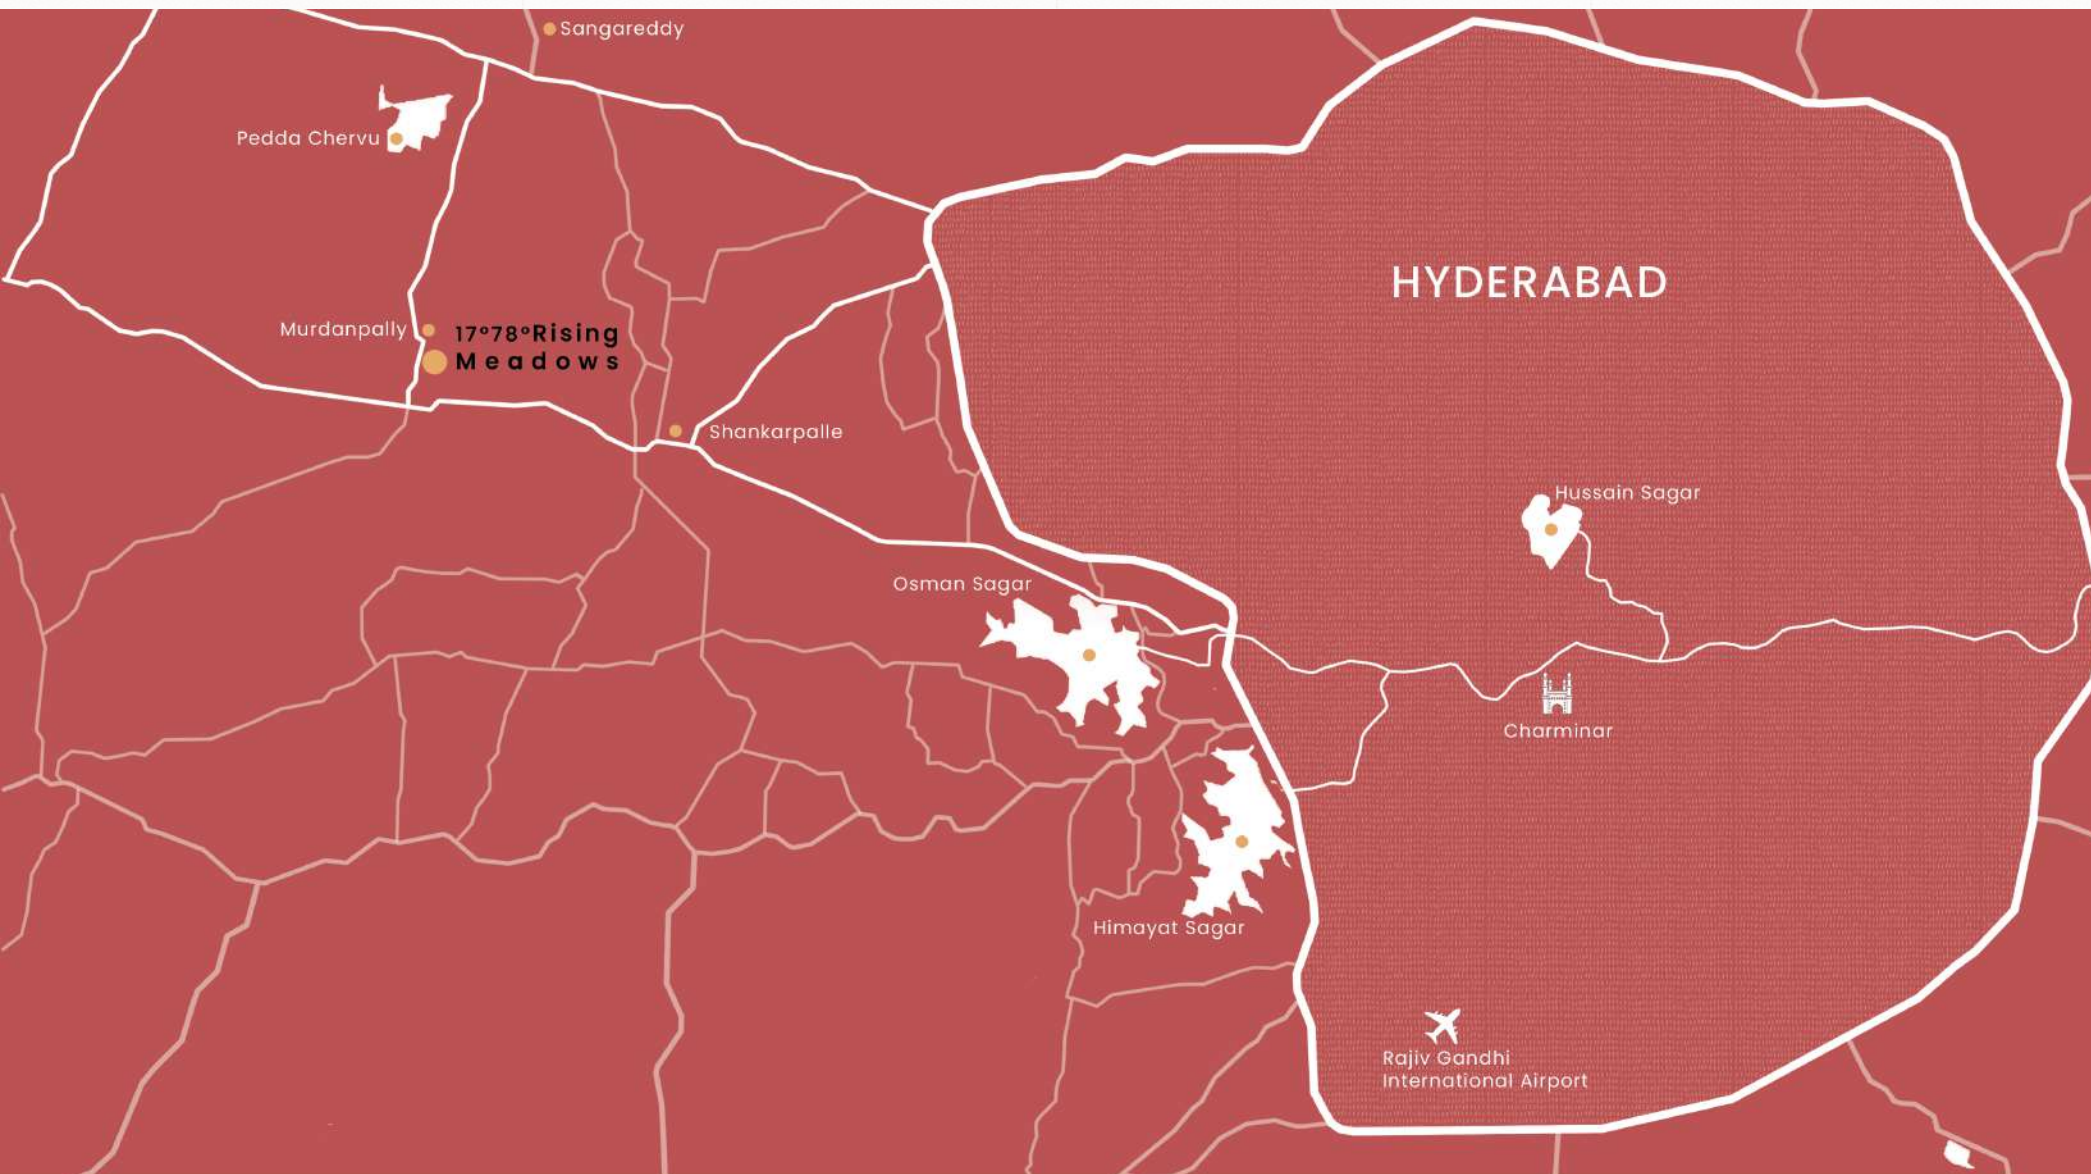 Sangareddy
Pedda Chervu
HYDERABAD
Murdanpally
17°78°Rising
Meadows
Shankarpalle
Hussain Sagar
Osman Sagar
Charminar
Himayat Sagar
Rajiv Gandhi
International Airport